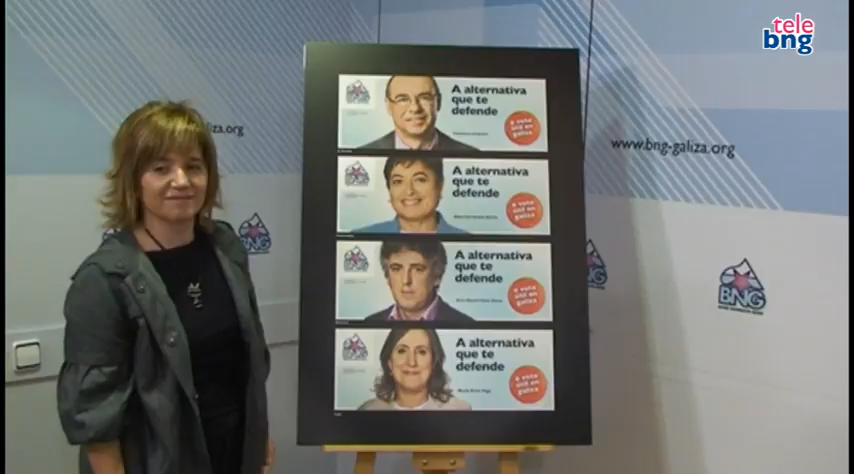 tele
bng
liza.org
www.bng-galiza.org
A alternativa
que te
defende
o voto
útil en
galiza
A alternativa
que te
defende
o voto
útil en
galiza
A alternativa
que te
defende
o voto
útil en
galiza
A alternativa
que te
defende
o voto
útil en
galiza
BNG
BNG